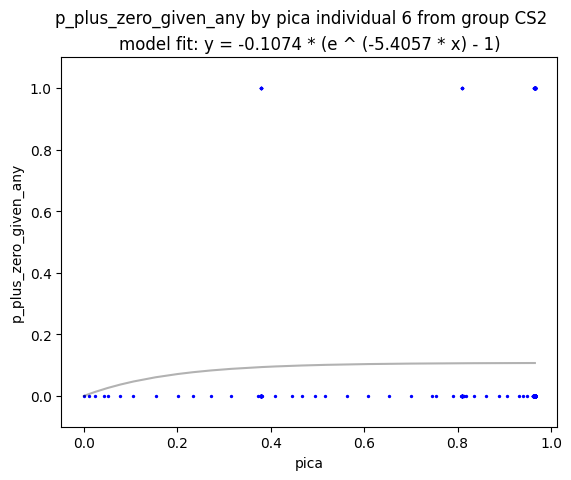 p_plus_zero_given_any by pica individual 6 from group CS2
model fit: y = -0.1074 * (e ^ (-5.4057 * x) - 1)
1.0
0.8
0.6
0.4
0.2
0.0
p_plus_zero_given_any
0.0 0.2 0.4 0.6 0.8 1.0
pica